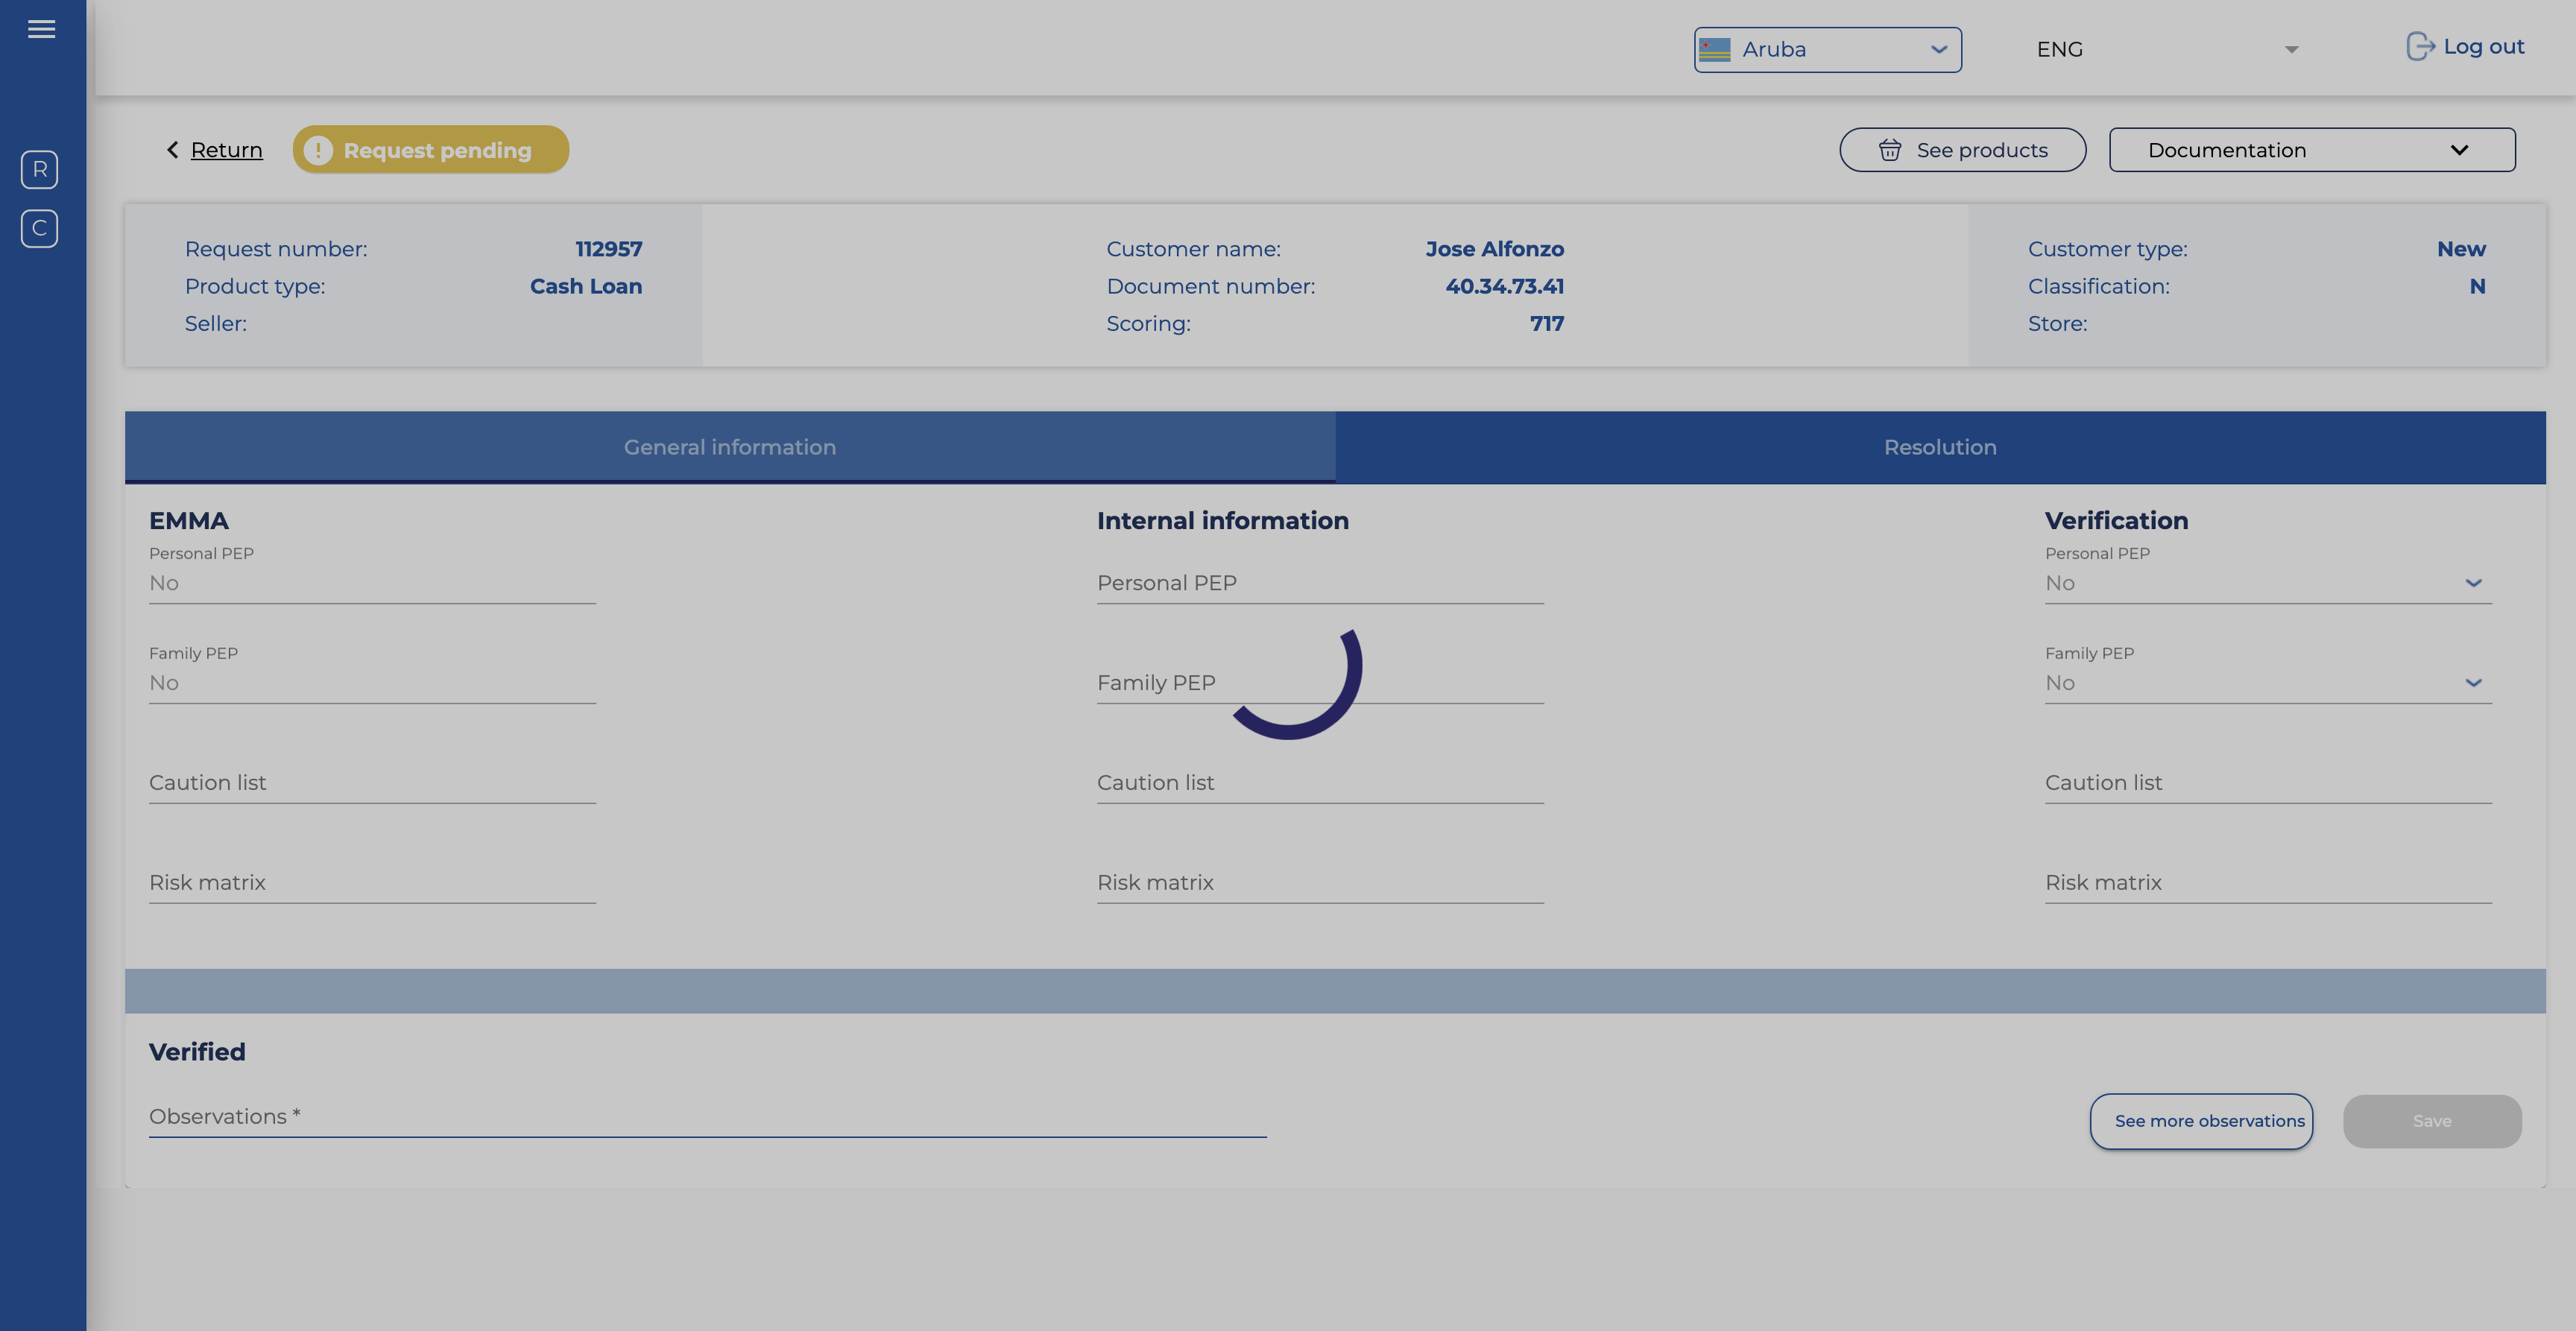 Aruba
ENG
Log out
R
C
Return
Request pending
See products
Documentation
Request number: 112957
Product type: Cash Loan
Seller:
Customer name: Jose Alfonzo
Document number: 40.34.73.41
Scoring: 717
Customer type: New
Classification: N
Store:
General information
Resolution
EMMA
Personal PEP
No
Family PEP
No
Caution list
Risk matrix
Internal information
Personal PEP
Family PEP
Caution list
Risk matrix
Verification
Personal PEP
No
Family PEP
No
Caution list
Risk matrix
Verified
Observations *
See more observations
Save